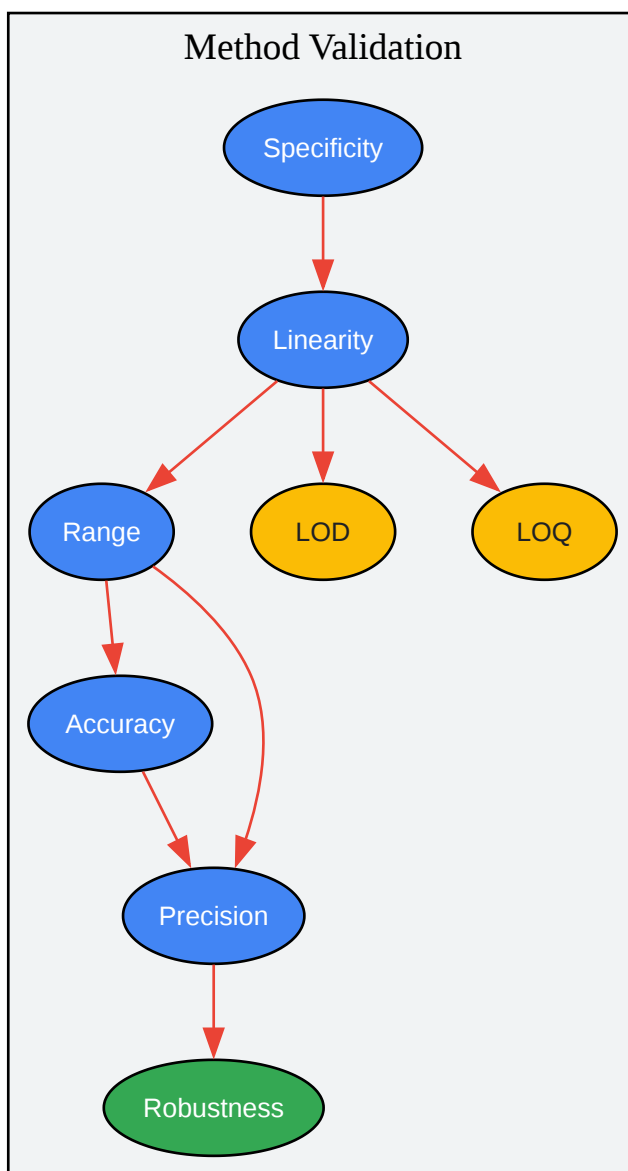 Method Validation
Specificity
Linearity
Range
LOD
LOQ
Accuracy
Precision
Robustness